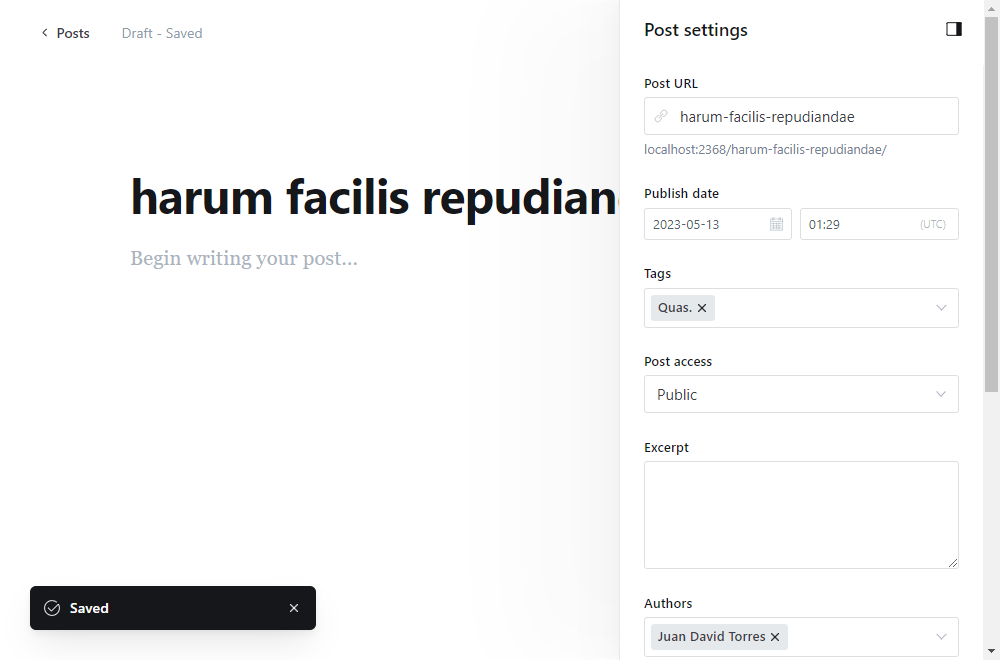 Posts
Draft - Saved
Post settings
Post URL
harum-facilis-repudiandae
localhost:2368/harum-facilis-repudiandae/
harum facilis repudian
Begin writing your post...
Publish date
2023-05-13
01:29
(UTC)
Tags
Quas.
Post access
Public
Excerpt
Authors
Juan David Torres
Saved